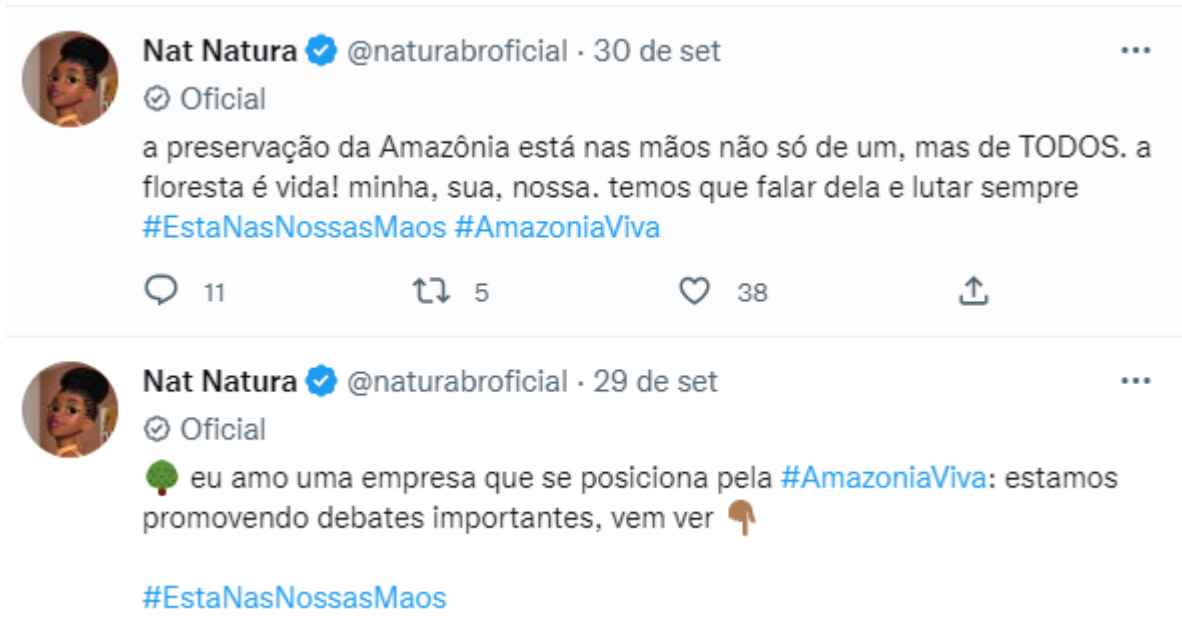 Nat Natura @naturabroficial · 30 de set
Oficial
a preservação da Amazônia está nas mãos não só de um, mas de TODOS. a
floresta é vida! minha, sua, nossa. temos que falar dela e lutar sempre
#EstaNasNossasMaos #AmazoniaViva
11 5 38
Nat Natura @naturabroficial · 29 de set
Oficial
🌳 eu amo uma empresa que se posiciona pela #AmazoniaViva: estamos
promovendo debates importantes, vem ver 👇🏾
#EstaNasNossasMaos